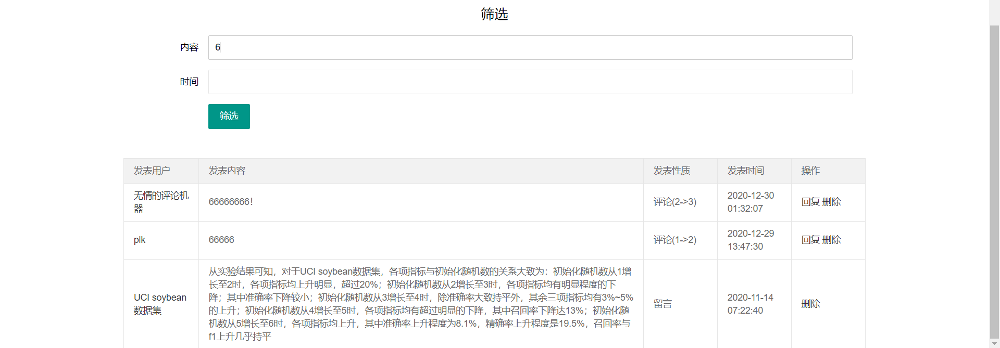 筛选
内容
6
时间
筛选
发表用户
发表内容
发表性质
发表时间
操作
无情的评论机
器
66666666！
评论(2->3)
2020-12-30
01:32:07
回复 删除
plk
66666
评论(1->2)
2020-12-29
13:47:30
回复 删除
UCI soybean
数据集
从实验结果可知，对于UCI soybean数据集，各项指标与初始化随机数的关系大致为：初始化随机数从1增
长至2时，各项指标均上升明显，超过20%；初始化随机数从2增长至3时，各项指标均有明显程度的下
降；其中准确率下降较小；初始化随机数从3增长至4时，除准确率大致持平外，其余三项指标均有3%~5%
的上升；初始化随机数从4增长至5时，各项指标均有超过明显的下降，其中召回率下降达13%；初始化随
机数从5增长至6时，各项指标均上升，其中准确率上升程度为8.1%，精确率上升程度是19.5%，召回率与
f1上升几乎持平
留言
2020-11-14
07:22:40
删除